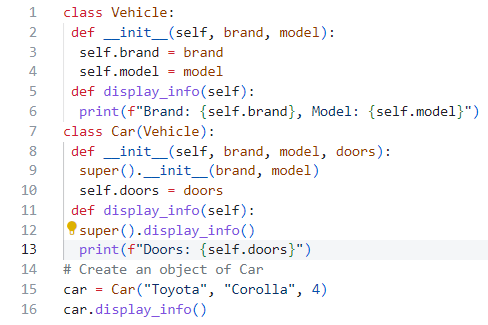 1 class Vehicle:
2  def __init__(self, brand, model):
3   self.brand = brand
4   self.model = model
5  def display_info(self):
6   print(f"Brand: {self.brand}, Model: {self.model}")
7 class Car(Vehicle):
8  def __init__(self, brand, model, doors):
9   super().__init__(brand, model)
10   self.doors = doors
11  def display_info(self):
12   super().display_info()
13   print(f"Doors: {self.doors}")
14 # Create an object of Car
15 car = Car("Toyota", "Corolla", 4)
16 car.display_info()